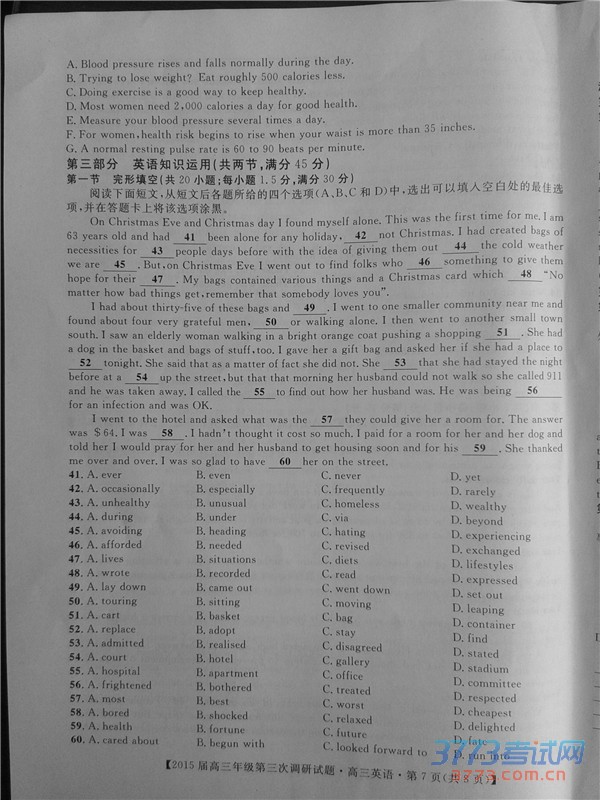 A. Blood pressure rises and falls normally during the day.
B. Trying to lose weight? Eat roughly 500 calories less.
C. Doing exercise is a good way to keep healthy.
D. Most women need 2,000 calories a day for good health.
E. Measure your blood pressure several times a day.
F. For women, health risk begins to rise when your waist is more than 35 inches.
G. A normal resting pulse rate is 60 to 90 beats per minute.
第三部分 英语知识运用(共两节,满分45分)
第一节 完形填空(共20小题;每小题1.5分,满分30分)
阅读下面短文,从短文后各题所给的四个选项(A、B、C和D)中,选出可以填入空白处的最佳选
项,并在答题卡上将该选项涂黑。
On Christmas Eve and Christmas day I found myself alone. This was the first time for me. I am
63 years old and had 41 been alone for any holiday, 42 not Christmas. I had created bags of
necessities for 43 people days before with the idea of giving them out 44 the cold weather
we are 45 . But, on Christmas Eve I went out to find folks who 46 something to give them
hope for their 47 . My bags contained various things and a Christmas card which 48 "No
matter how bad things get, remember that somebody loves you".
I had about thirty-five of these bags and 49 . I went to one smaller community near me and
found about four very grateful men, 50 or walking alone. I then went to another small town
south. I saw an elderly woman walking in a bright orange coat pushing a shopping 51 . She had
a dog in the basket and bags of stuff, too. I gave her a gift bag and asked her if she had a place to
52 tonight. She said that as a matter of fact she did not. She 53 that she had stayed the night
before at a 54 up the street, but that that morning her husband could not walk so she called 911
and he was taken away. I called the 55 to find out how her husband was. He was being 56
for an infection and was OK.
I went to the hotel and asked what was the 57 they could give her a room for. The answer
was $64. I was 58 . I hadn't thought it cost so much. I paid for a room for her and her dog and
told her I would pray for her and her husband to get housing soon and for his 59 . She thanked
me over and over. I was so glad to have 60 her on the street.
41. A. ever B. even C. never D. yet
42. A. occasionally B. especially C. frequently D. rarely
43. A. unhealthy B. unusual C. homeless D. wealthy
44. A. during B. under C. via D. beyond
45. A. avoiding B. heading C. hating D. experiencing
46. A. afforded B. needed C. revised D. exchanged
47. A. lives B. situations C. diets D. lifestyles
48. A. wrote B. recorded C. read D. expressed
49. A. lay down B. came out C. went down D. set out
50. A. touring B. sitting C. moving D. leaping
51. A. cart B. basket C. bag D. container
52. A. replace B. adopt C. stay D. find
53. A. admitted B. realised C. disagreed D. stated
54. A. court B. hotel C. gallery D. stadium
55. A. hospital B. apartment C. office D. committee
56. A. frightened B. bothered C. treated D. respected
57. A. most B. best C. worst D. cheapest
58. A. bored B. shocked C. relaxed D. delighted
59. A. health B. fortune C. future D. fate
60. A. cared about B. begun with C. looked forward to D. run into
【2015届高三年级第三次调研试题·高三英语·第7页(共8页)】
3773考试网